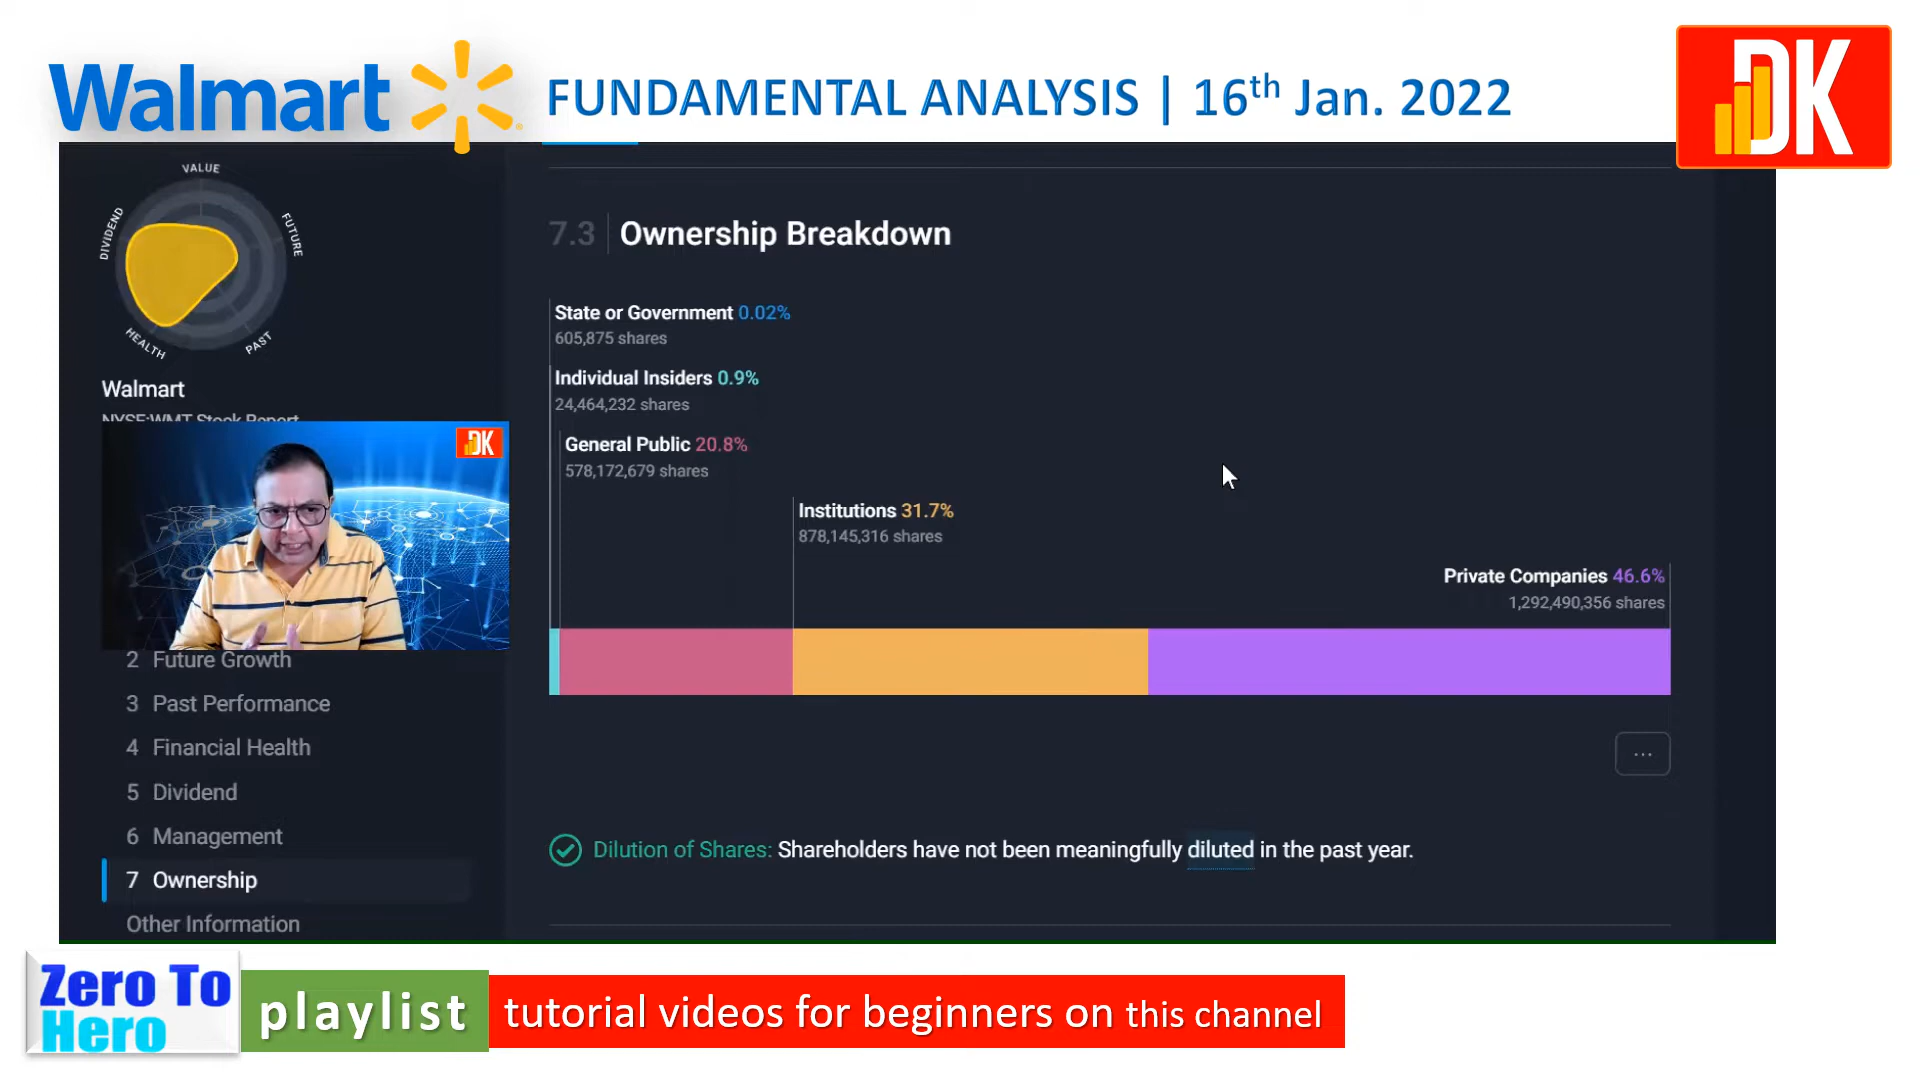 Walmart
FUNDAMENTAL ANALYSIS | 16th Jan. 2022
DK
VALUE
FUTURE
PAST
HEALTH
DIVIDEND
Walmart
NYSE:WMT Stock Report
DK
2 Future Growth
3 Past Performance
4 Financial Health
5 Dividend
6 Management
7 Ownership
Other Information
7.3 Ownership Breakdown
State or Government 0.02%
605,875 shares
Individual Insiders 0.9%
24,464,232 shares
General Public 20.8%
578,172,679 shares
Institutions 31.7%
878,145,316 shares
Private Companies 46.6%
1,292,490,356 shares
...
Dilution of Shares: Shareholders have not been meaningfully diluted in the past year.
Zero To
Hero
playlist
tutorial videos for beginners on this channel